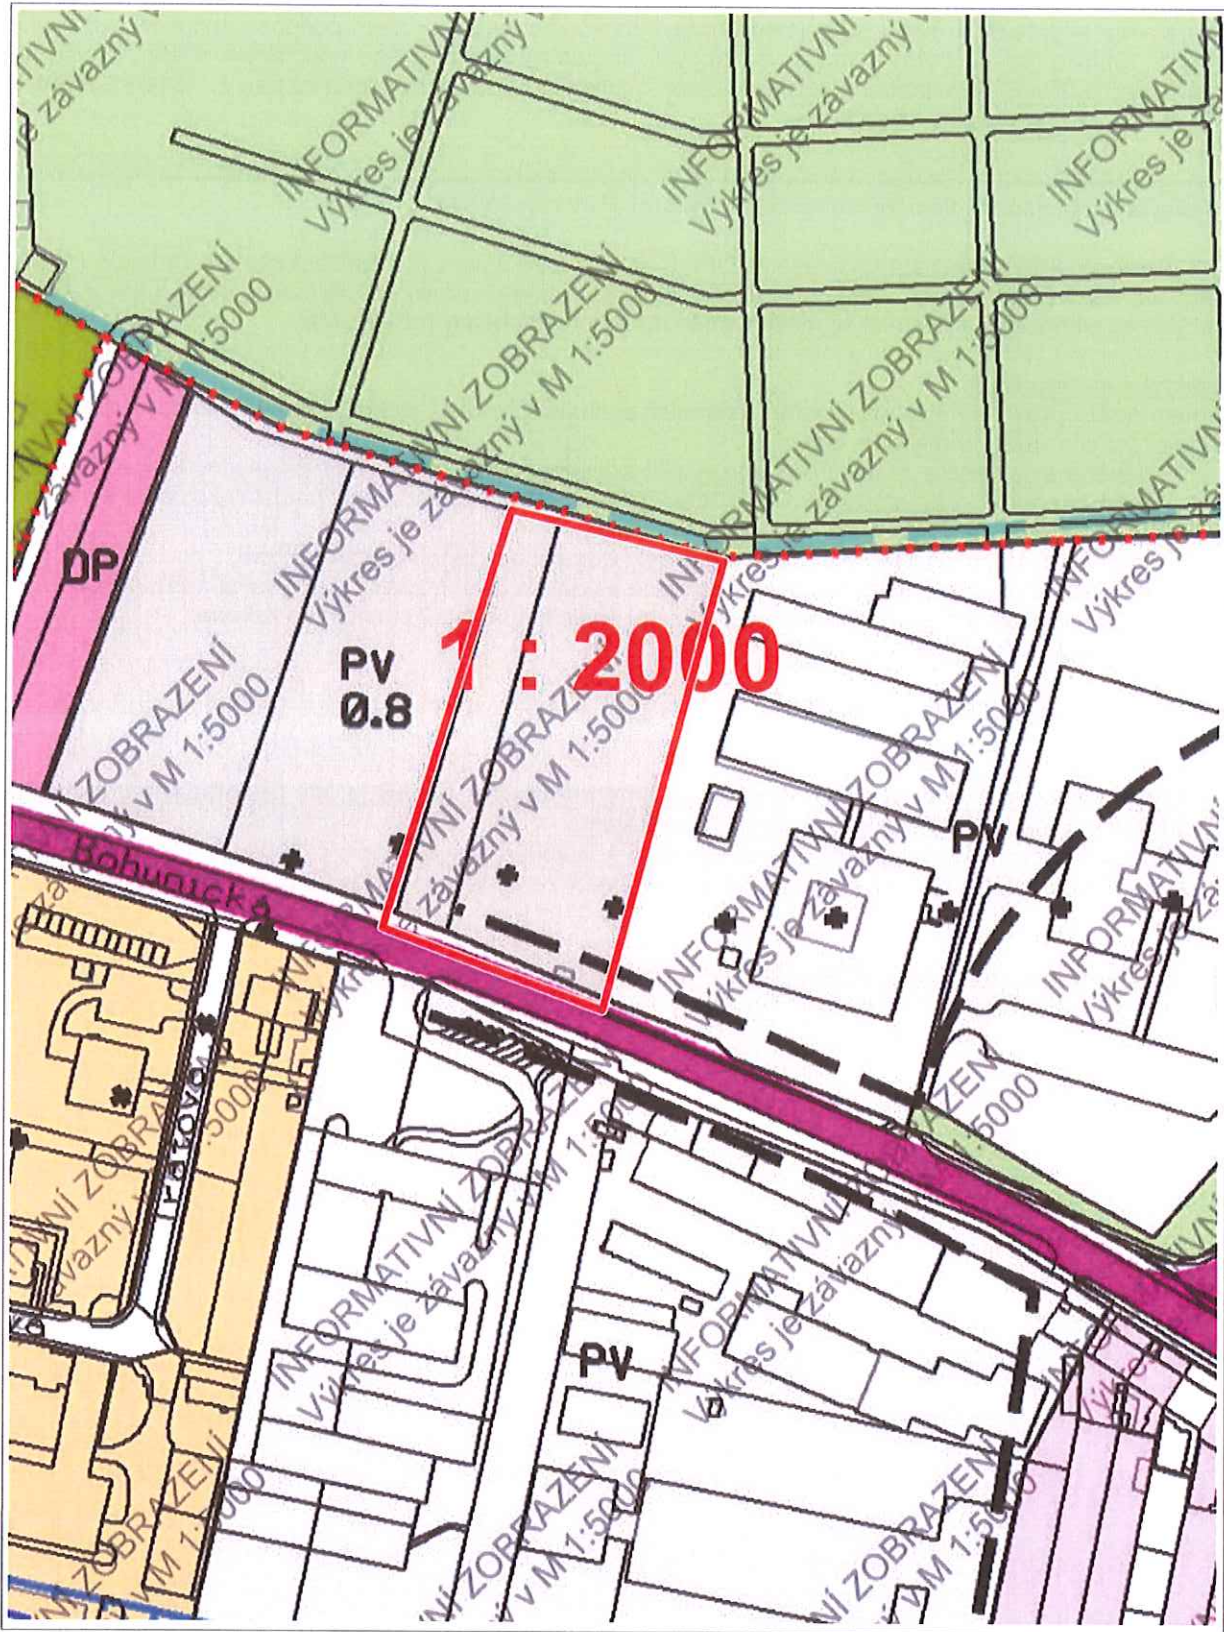 INFORMATIVNÍ ZOBRAZENÍ
Výkres je závazný v M 1:5000
DP
PV
0.8
1 : 2000
PV
Bohunická
PV